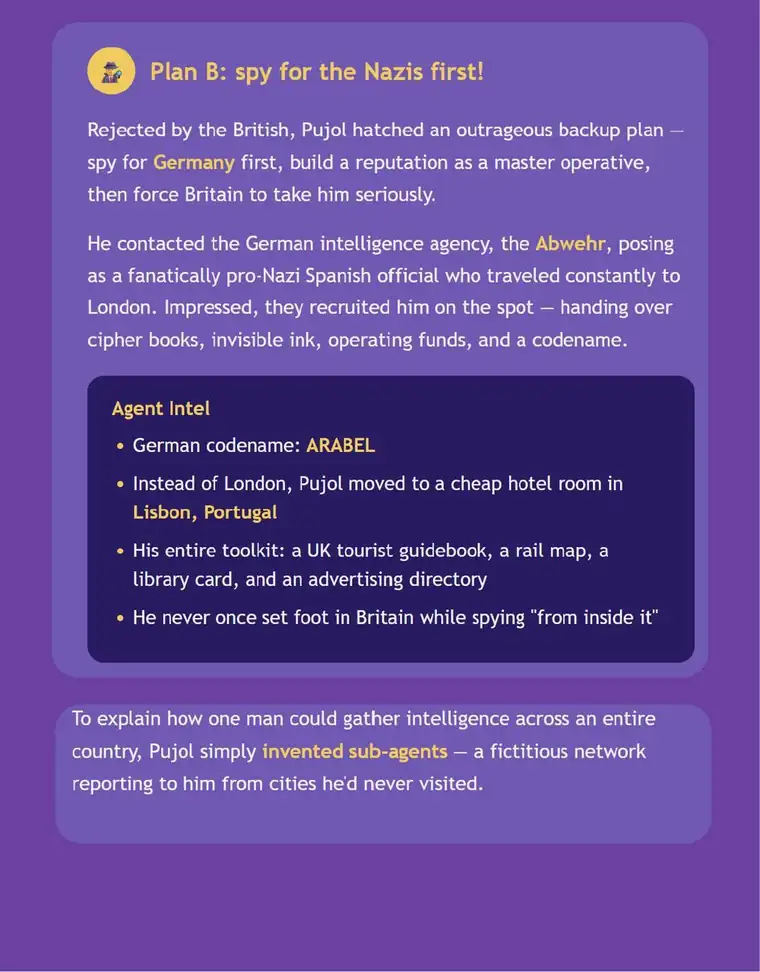 Plan B: spy for the Nazis first!
Rejected by the British, Pujol hatched an outrageous backup plan —
spy for Germany first, build a reputation as a master operative,
then force Britain to take him seriously.
He contacted the German intelligence agency, the Abwehr, posing
as a fanatically pro-Nazi Spanish official who traveled constantly to
London. Impressed, they recruited him on the spot — handing over
cipher books, invisible ink, operating funds, and a codename.
Agent Intel
• German codename: ARABEL
• Instead of London, Pujol moved to a cheap hotel room in
Lisbon, Portugal
• His entire toolkit: a UK tourist guidebook, a rail map, a
library card, and an advertising directory
• He never once set foot in Britain while spying "from inside it"
To explain how one man could gather intelligence across an entire
country, Pujol simply invented sub-agents — a fictitious network
reporting to him from cities he'd never visited.